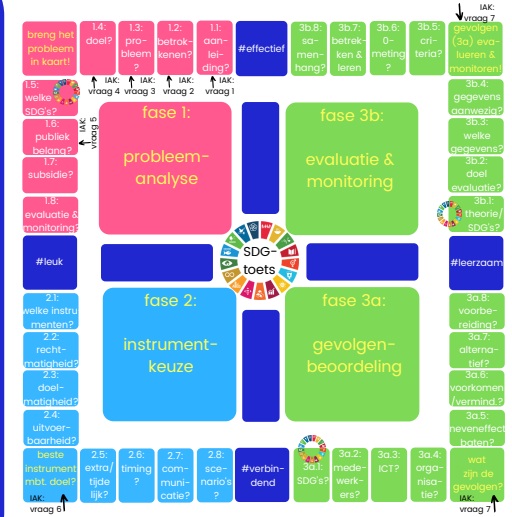 IAK:
vraag 7
breng het
probleem
in kaart!
1.4:
doel?
1.3:
pro-
bleem
?
1.2:
betrok-
kenen?
1.1:
aan-
lei-
ding?
#effectief
3b.8:
sa-
men-
hang?
3b.7:
betrek-
ken &
leren
3b.6:
0-
meting
?
3b.5:
cri-
teria?
gevolgen
(3a) eva-
lueren &
monitoren!
IAK:
vraag 4
IAK:
vraag 3
IAK:
vraag 2
IAK:
vraag 1
1.5:
welke
SDG's?
1.6:
publiek
belang?
IAK:
vraag 5
1.7:
subsidie?
1.8:
evaluatie &
monitoring?
fase 1:
probleem-
analyse
fase 3b:
evaluatie &
monitoring
3b.4:
gegevens
aanwezig?
3b.3:
welke
gegevens?
3b.2:
doel
evaluatie?
3b.1:
theorie/
SDG's?
#leuk
SDG-
toets
#leerzaam
2.1:
welke instru
menten?
2.2:
recht-
matigheid?
2.3:
doel-
matigheid?
2.4:
uitvoer-
baarheid?
fase 2:
instrument-
keuze
fase 3a:
gevolgen-
beoordeling
3a.8:
voorbe-
reiding?
3a.7:
alterna-
tief?
3a.6:
voorkomen
/vermind.?
3a.5:
neveneffect
baten?
beste
instrument
mbt. doel?
IAK:
vraag 6
2.5:
extra/
tijde
lijk?
2.6:
timing
?
2.7:
com-
muni-
catie?
2.8:
sce-
nario's
?
#verbin-
dend
3a.1:
SDG's?
3a.2:
mede-
werk-
ers?
3a.3:
ICT?
3a.4:
orga-
nisa-
tie?
wat
zijn de
gevolgen?
IAK:
vraag 7